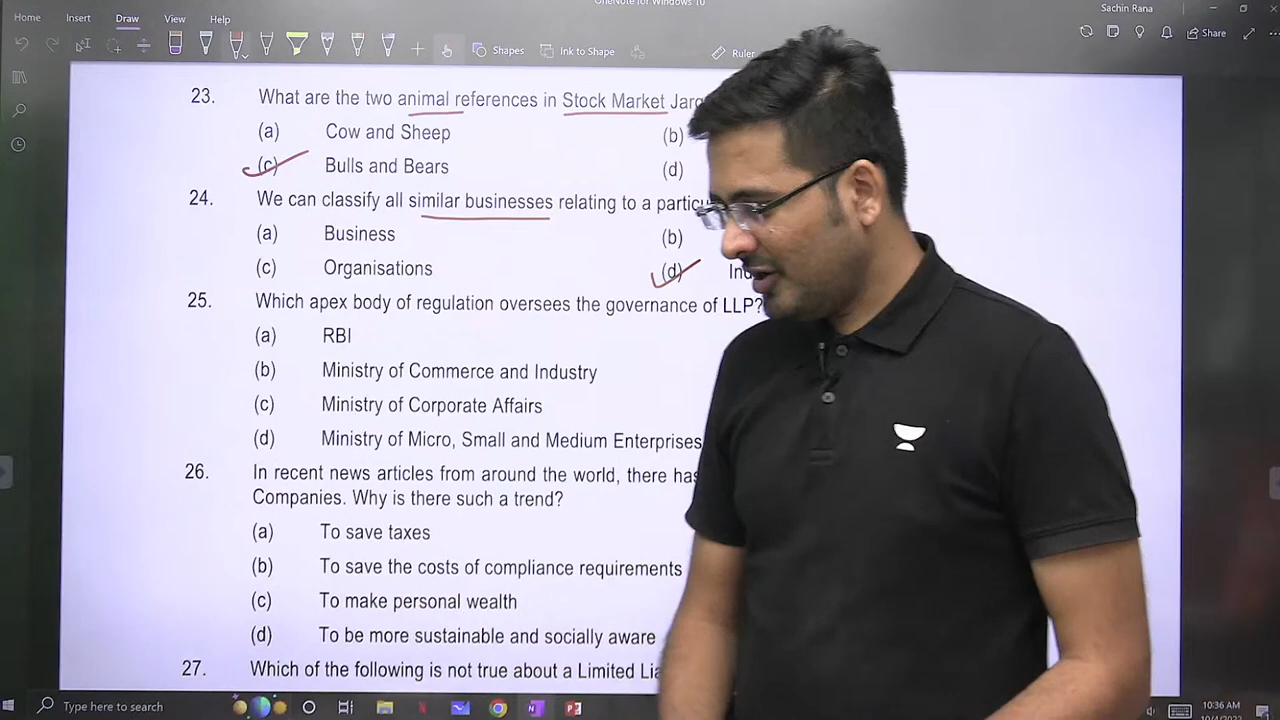 OneNote for Windows 10
Sachin Rana
Home Insert Draw View Help
Shapes Ink to Shape Ruler Share
23. What are the two animal references in Stock Market
(a) Cow and Sheep (b)
(c) Bulls and Bears (d)
24. We can classify all similar businesses relating to a
(a) Business (b)
(c) Organisations (d)
25. Which apex body of regulation oversees the governance of LLP?
(a) RBI
(b) Ministry of Commerce and Industry
(c) Ministry of Corporate Affairs
(d) Ministry of Micro, Small and Medium Enterprises
26. In recent news articles from around the world, there has
Companies. Why is there such a trend?
(a) To save taxes
(b) To save the costs of compliance requirements
(c) To make personal wealth
(d) To be more sustainable and socially aware
27. Which of the following is not true about a Limited
Type here to search
10:36 AM